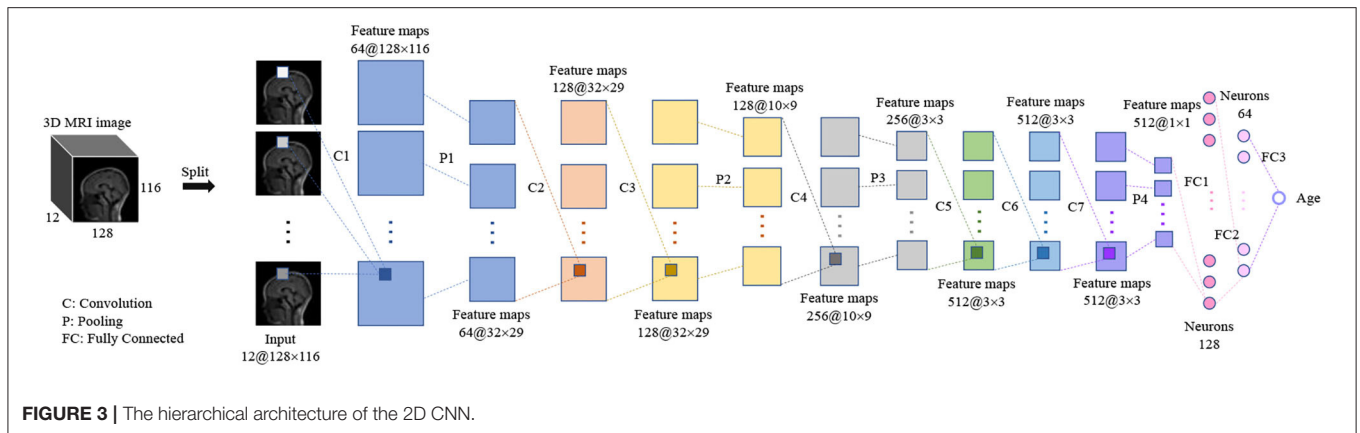 3D MRI image
116
12
128
Split
C: Convolution
P: Pooling
FC: Fully Connected
Input
12@128×116
C1
Feature maps
64@128×116
P1
Feature maps
64@32×29
C2
Feature maps
128@32×29
C3
Feature maps
128@32×29
P2
Feature maps
128@10×9
C4
Feature maps
256@10×9
P3
Feature maps
256@3×3
C5
Feature maps
512@3×3
C6
Feature maps
512@3×3
C7
Feature maps
512@3×3
P4
Feature maps
512@1×1
FC1
Neurons
128
FC2
Neurons
64
FC3
Age
FIGURE 3 | The hierarchical architecture of the 2D CNN.